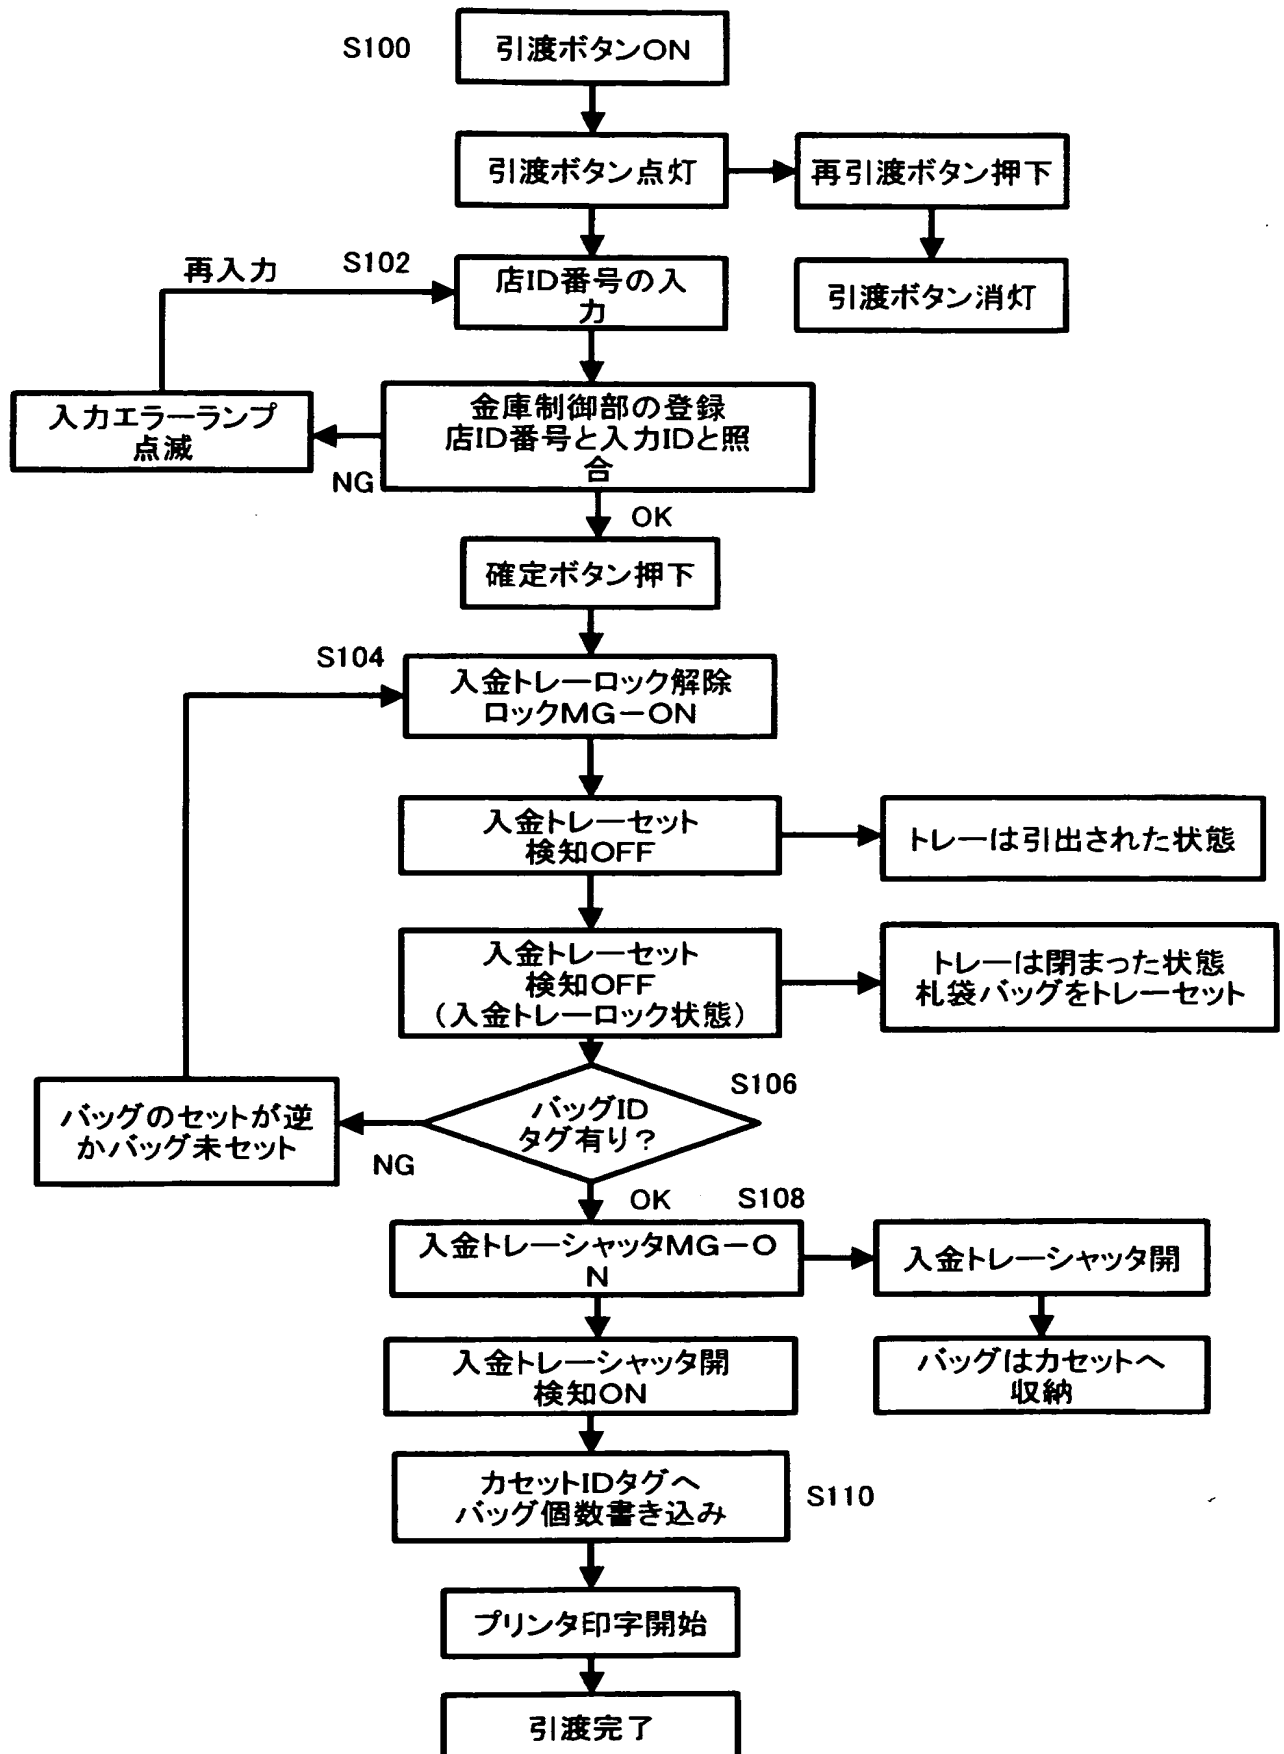 S100
引渡ボタンON
引渡ボタン点灯
再引渡ボタン押下
引渡ボタン消灯
再入力
S102
店ID番号の入
力
入力エラーランプ
点滅
金庫制御部の登録
店ID番号と入力IDと照
合
NG
OK
確定ボタン押下
S104
入金トレーロック解除
ロックMG－ON
入金トレーセット
検知OFF
トレーは引出された状態
入金トレーセット
検知OFF
（入金トレーロック状態）
トレーは閉まった状態
札袋バッグをトレーセット
S106
バッグID
タグ有り？
バッグのセットが逆
かバッグ未セット
NG
OK
S108
入金トレーシャッタMG－O
N
入金トレーシャッタ開
入金トレーシャッタ開
検知ON
バッグはカセットへ
収納
カセットIDタグへ
バッグ個数書き込み
S110
プリンタ印字開始
引渡完了